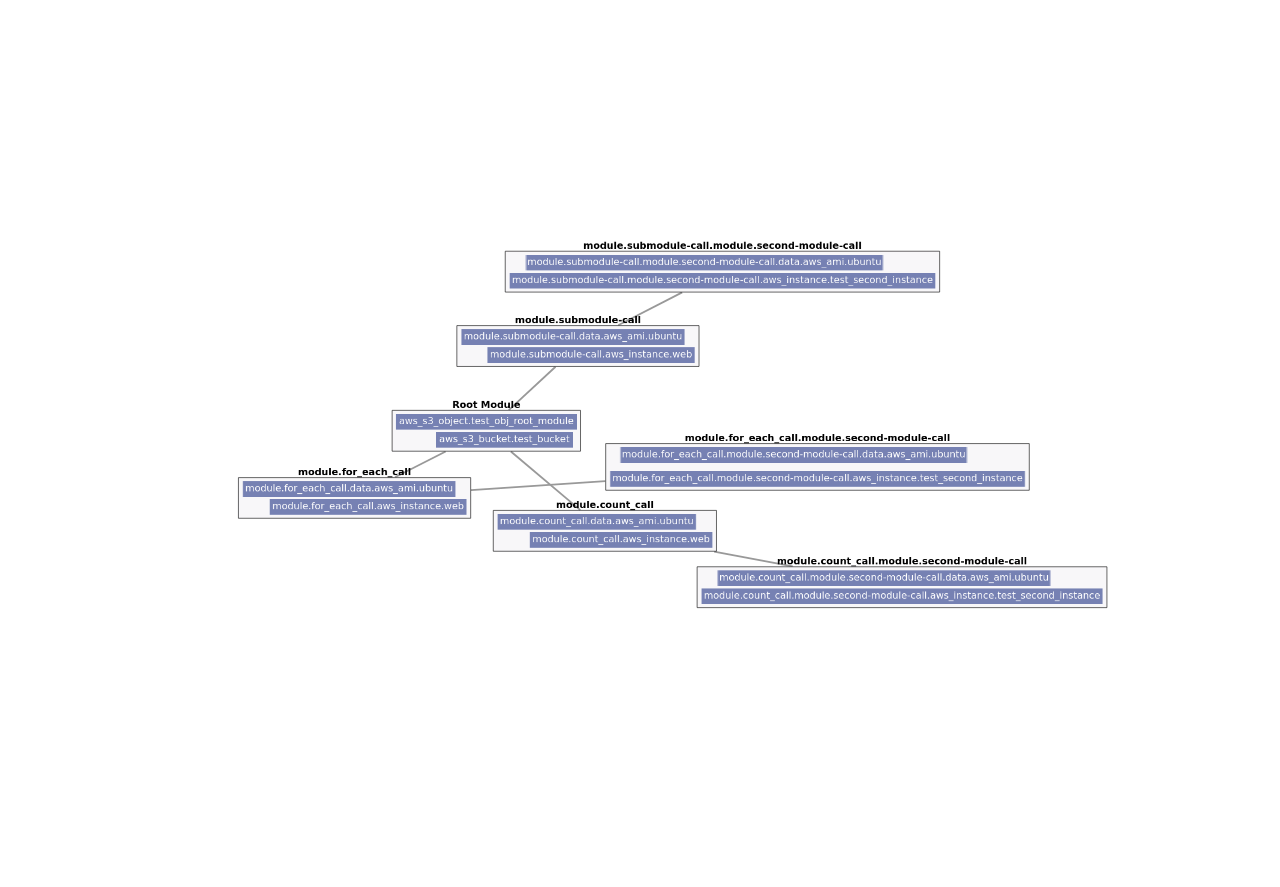 module.submodule-call.module.second-module-call
module.submodule-call.module.second-module-call.data.aws_ami.ubuntu
module.submodule-call.module.second-module-call.aws_instance.test_second_instance
module.submodule-call
module.submodule-call.data.aws_ami.ubuntu
module.submodule-call.aws_instance.web
Root Module
aws_s3_object.test_obj_root_module
aws_s3_bucket.test_bucket
module.for_each_call.module.second-module-call
module.for_each_call.module.second-module-call.data.aws_ami.ubuntu
module.for_each_call.module.second-module-call.aws_instance.test_second_instance
module.for_each_call
module.for_each_call.data.aws_ami.ubuntu
module.for_each_call.aws_instance.web
module.count_call
module.count_call.data.aws_ami.ubuntu
module.count_call.aws_instance.web
module.count_call.module.second-module-call
module.count_call.module.second-module-call.data.aws_ami.ubuntu
module.count_call.module.second-module-call.aws_instance.test_second_instance